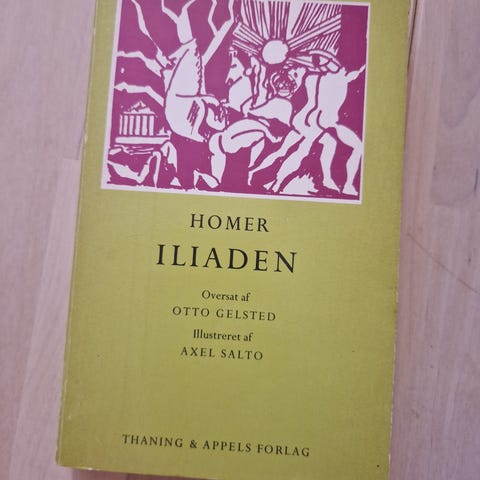 HOMER
ILIADEN
Oversat af
OTTO GELSTED
Illustreret af
AXEL SALTO
THANING & APPELS FORLAG